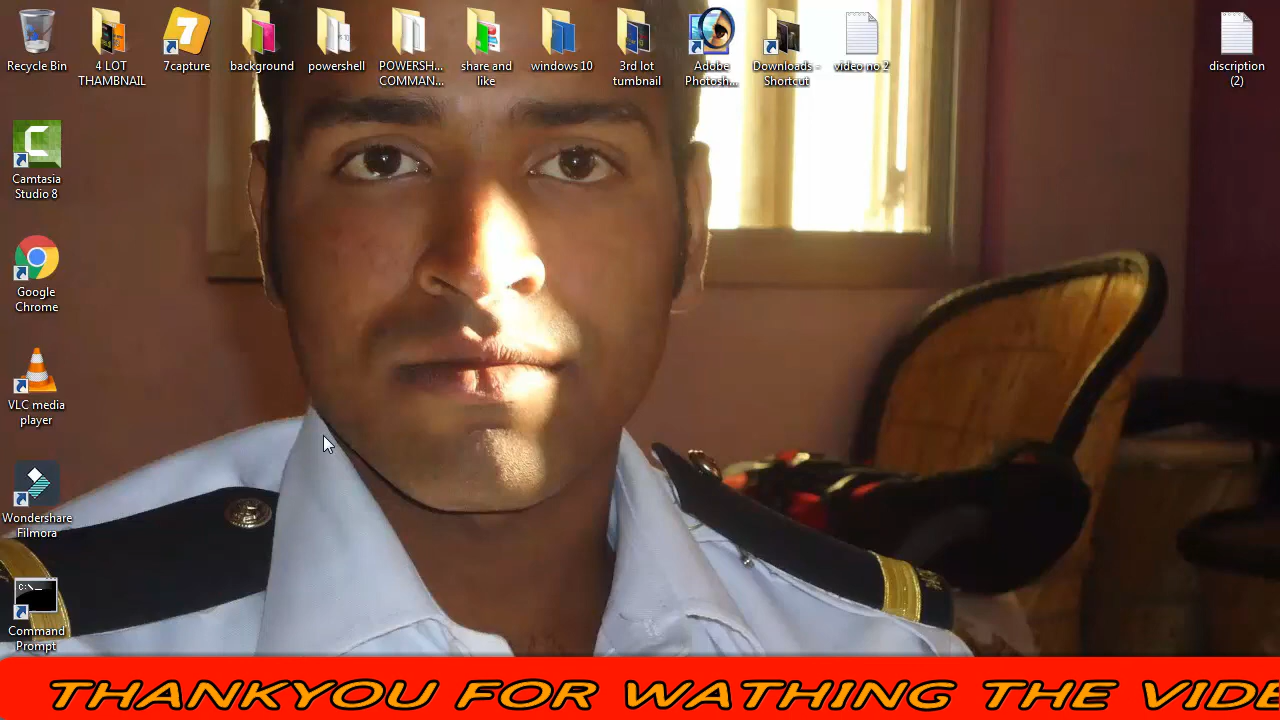 Recycle Bin
4 LOT
THAMBNAIL
7capture
background
powershell
POWERSH...
COMMAN...
share and
like
windows 10
3rd lot
tumbnail
Adobe
Photosh...
Downloads -
Shortcut
video no 2
discription
(2)
Camtasia
Studio 8
Google
Chrome
VLC media
player
Wondershare
Filmora
C:\_
Command
Prompt
THANKYOU FOR WATHING THE VIDE